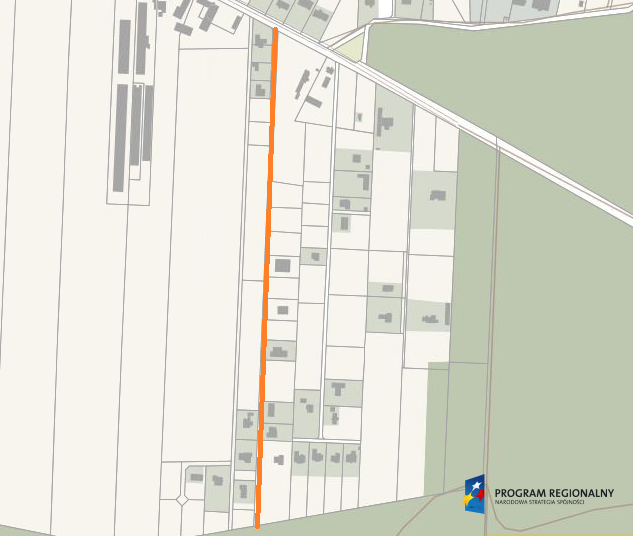 PROGRAM REGIONALNY
NARODOWA STRATEGIA SPÓJNOŚCI